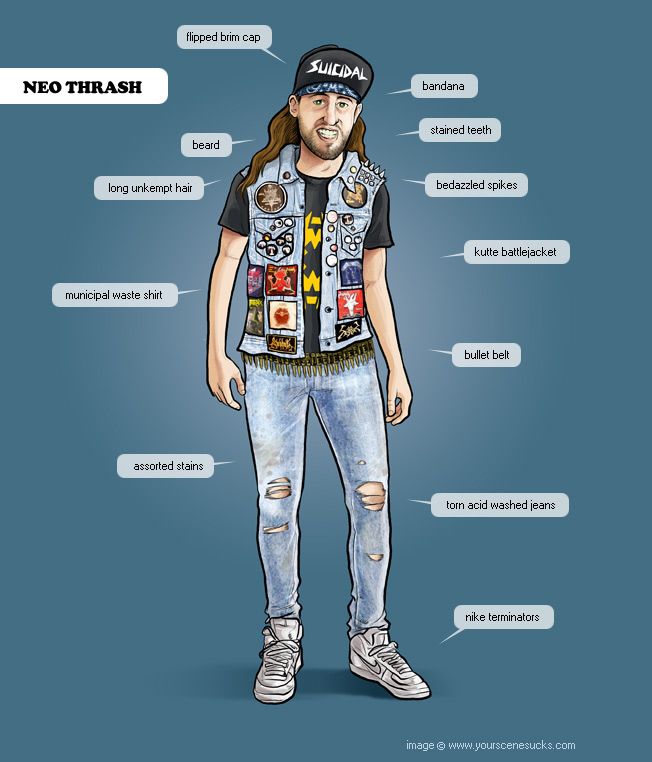 flipped brim cap
SUICIDAL
NEO THRASH
bandana
stained teeth
beard
long unkempt hair
bedazzled spikes
kutte battlejacket
municipal waste shirt
bullet belt
assorted stains
torn acid washed jeans
nike terminators
image © www.yourscenesucks.com